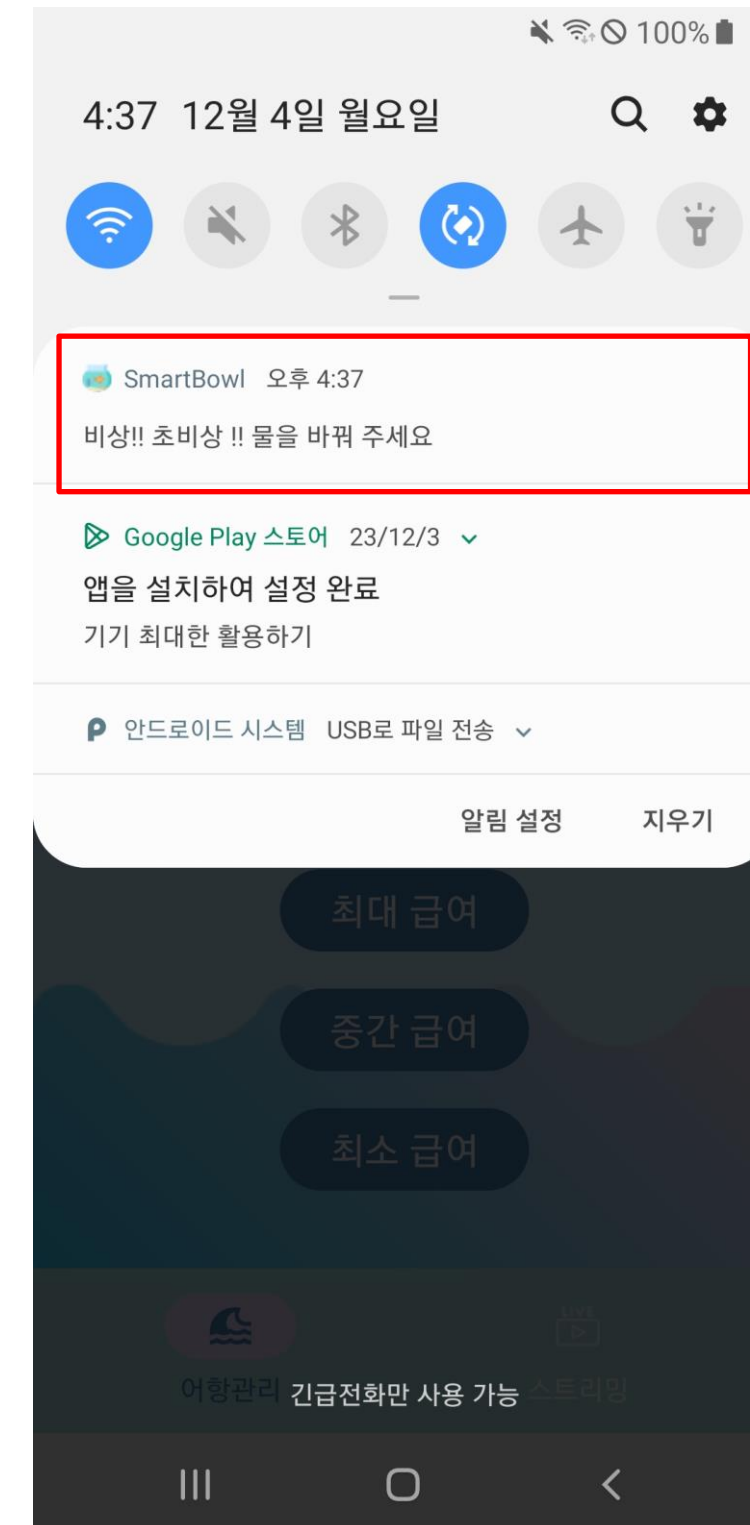 100%
4:37 12월 4일 월요일
SmartBowl 오후 4:37
비상!! 초비상 !! 물을 바꿔 주세요
Google Play 스토어 23/12/3
앱을 설치하여 설정 완료
기기 최대한 활용하기
안드로이드 시스템 USB로 파일 전송
알림 설정 지우기
최대 급여
중간 급여
최소 급여
LIVE
어항관리 긴급전화만 사용 가능 스트리밍